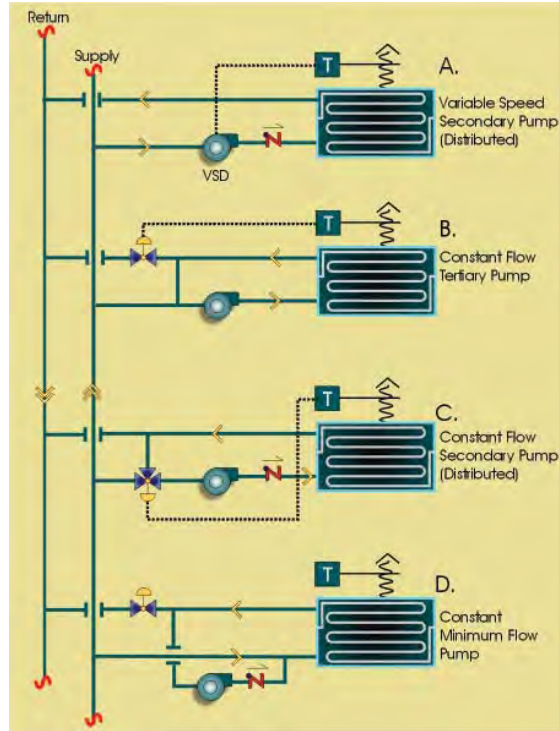 Return
Supply
T
A.
Variable Speed
Secondary Pump
(Distributed)
VSD
T
B.
Constant Flow
Tertiary Pump
T
C.
Constant Flow
Secondary Pump
(Distributed)
T
D.
Constant
Minimum Flow
Pump